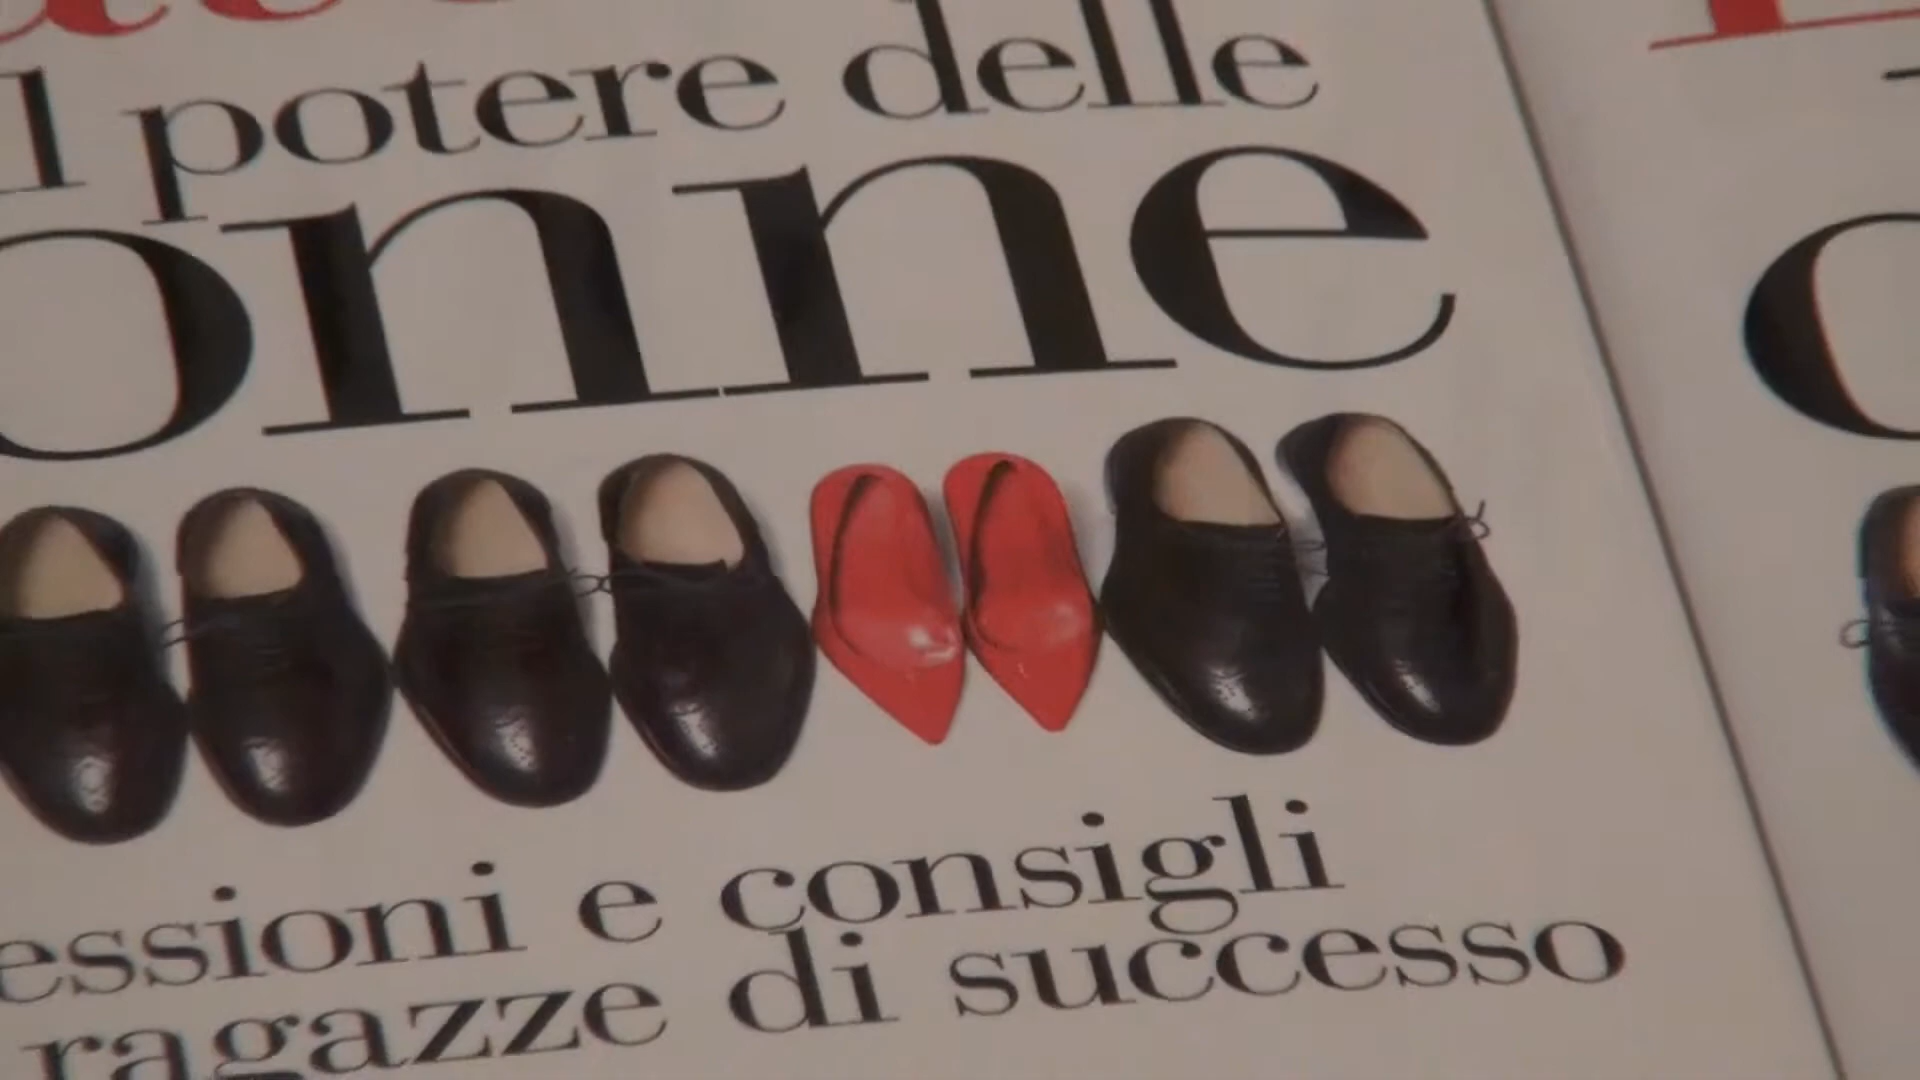 l potere delle
onne
essioni e consigli
ragazze di successo